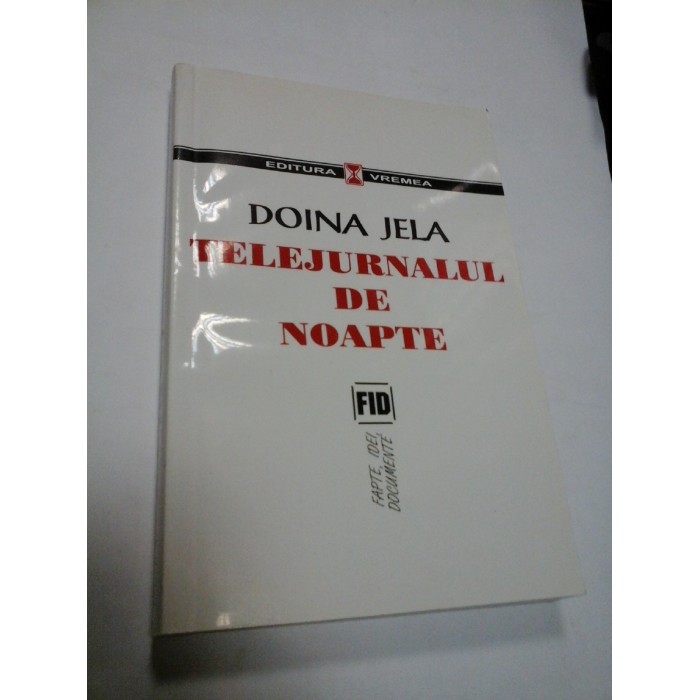 EDITURA VREMEA
DOINA JELA
TELEJURNALUL
DE
NOAPTE
FID
FAPTE, IDEI,
DOCUMENTE